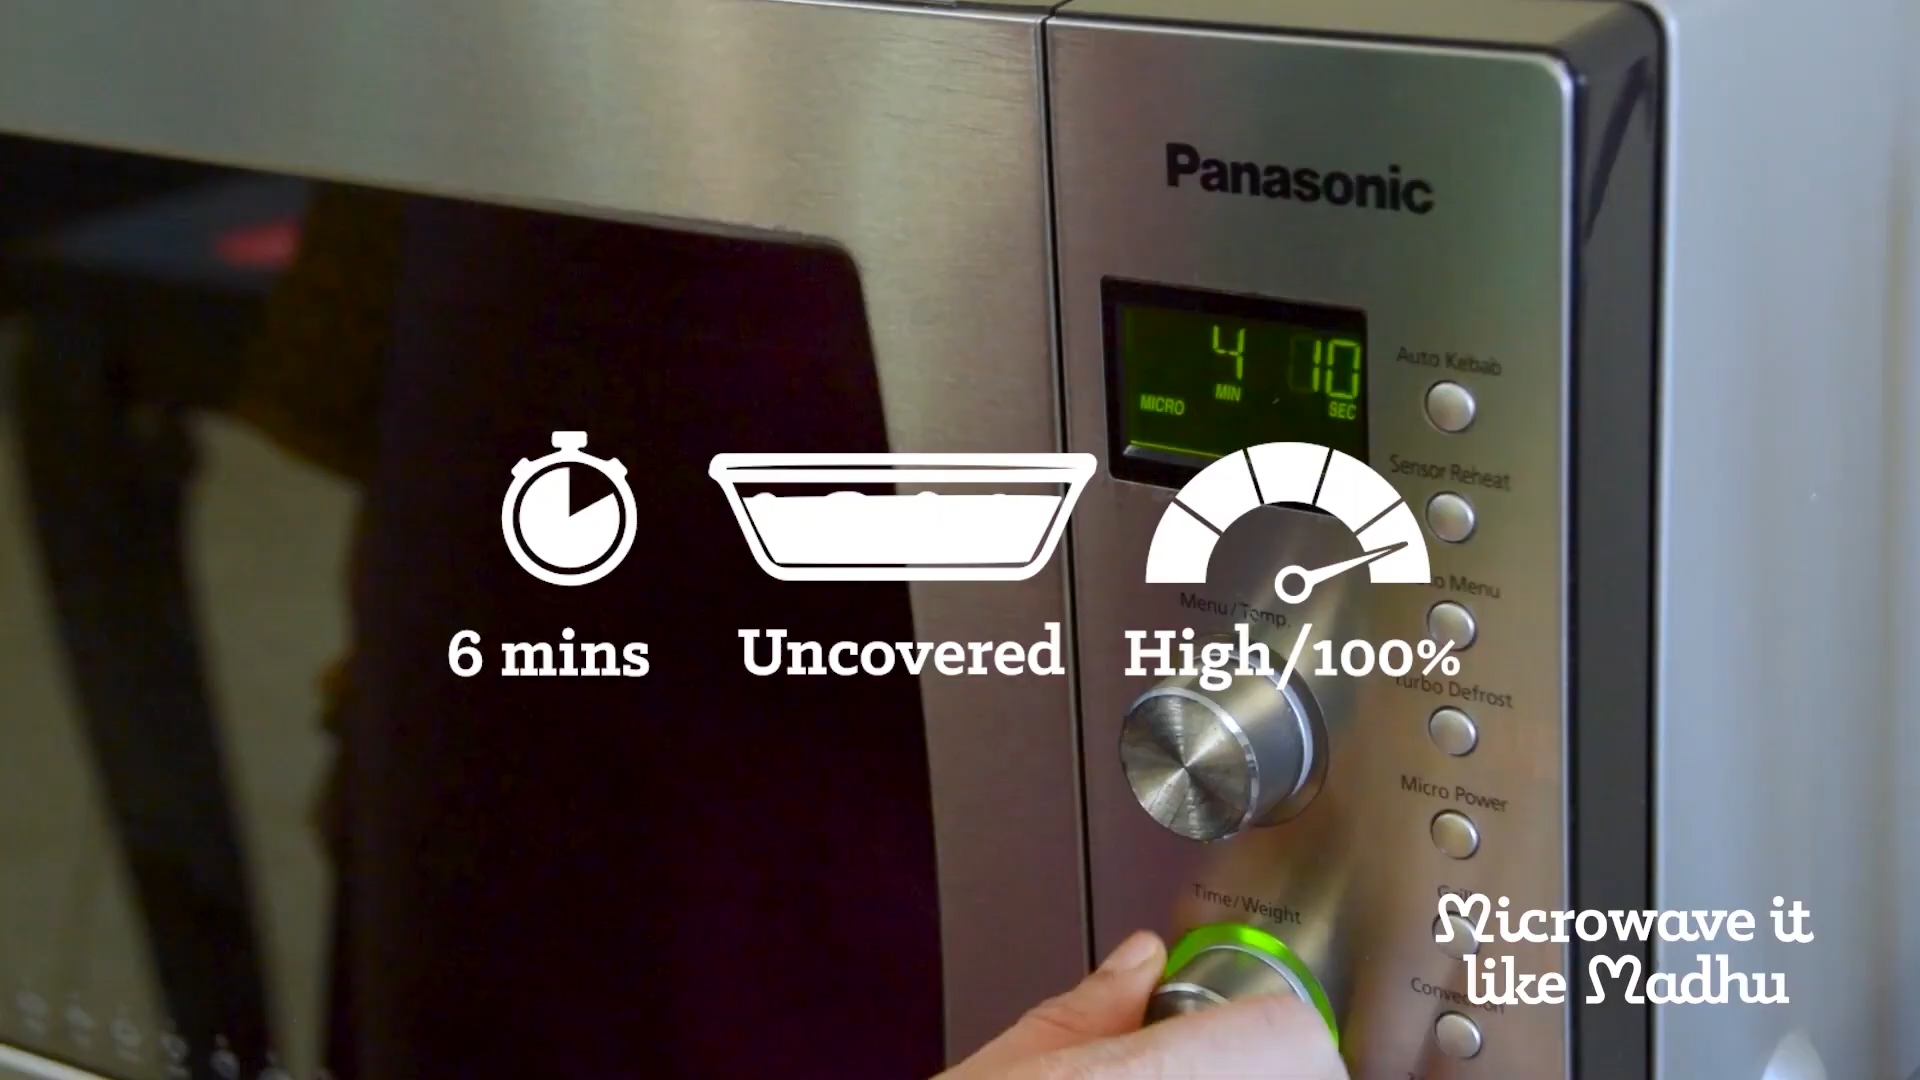 Panasonic
4 10
MICRO MIN SEC
Auto Kebab
Sensor Reheat
Menu
Menu/Temp.
6 mins Uncovered High/100%
Turbo Defrost
Micro Power
Time/Weight
Microwave it
like Madhu